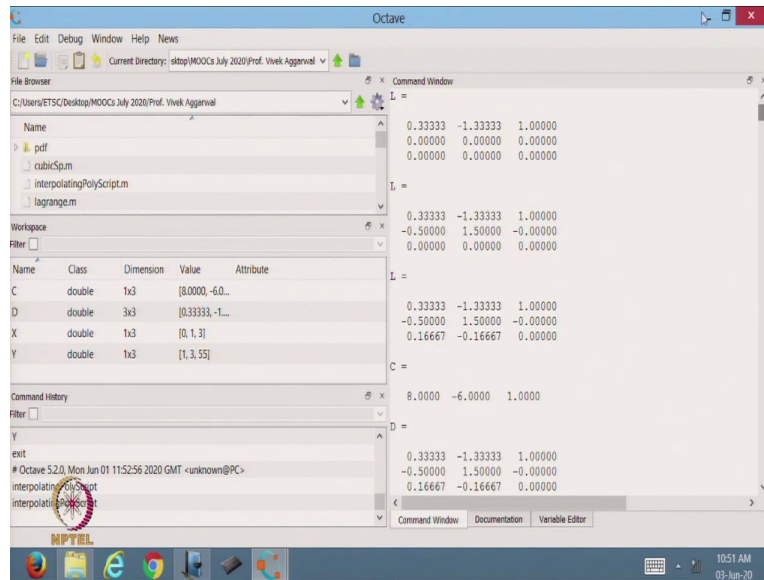 Octave
File Edit Debug Window Help News
Current Directory: sktop\MOOCs July 2020\Prof. Vivek Aggarwal
File Browser
C:/Users/ETSC/Desktop/MOOCs July 2020/Prof. Vivek Aggarwal
Name
pdf
cubicSp.m
interpolatingPolyScript.m
lagrange.m
Workspace
Filter
Name Class Dimension Value Attribute
C double 1x3 [8.0000, -6.0...
D double 3x3 [0.33333, -1....
X double 1x3 [0, 1, 3]
Y double 1x3 [1, 3, 55]
Command History
Filter
Y
exit
# Octave 5.2.0, Mon Jun 01 11:52:56 2020 GMT <unknown@PC>
interpolatingPolyScript
interpolatingPolyScript
NPTEL
Command Window
L =
0.33333 -1.33333 1.00000
0.00000 0.00000 0.00000
0.00000 0.00000 0.00000
L =
0.33333 -1.33333 1.00000
-0.50000 1.50000 -0.00000
0.00000 0.00000 0.00000
L =
0.33333 -1.33333 1.00000
-0.50000 1.50000 -0.00000
0.16667 -0.16667 0.00000
C =
8.0000 -6.0000 1.0000
D =
0.33333 -1.33333 1.00000
-0.50000 1.50000 -0.00000
0.16667 -0.16667 0.00000
Command Window Documentation Variable Editor
10:51 AM
03-Jun-20